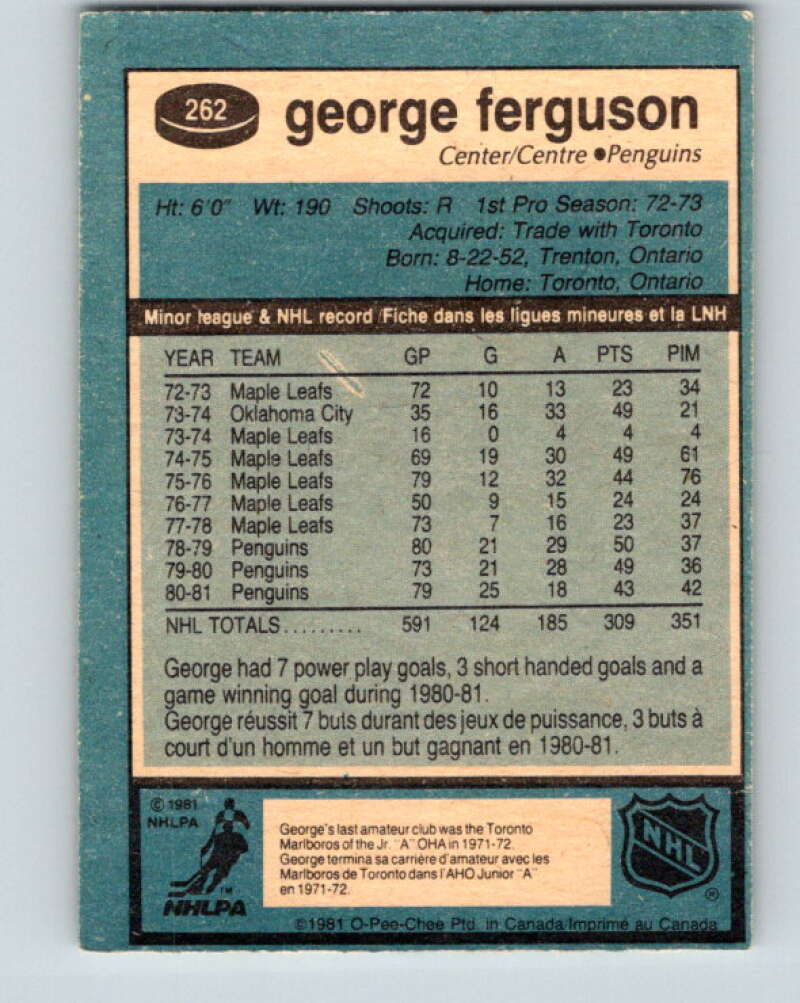 262
george ferguson
Center/Centre ●Penguins
Ht: 6'0" Wt: 190 Shoots: R 1st Pro Season: 72-73
Acquired: Trade with Toronto
Born: 8-22-52, Trenton, Ontario
Home: Toronto, Ontario
Minor league & NHL record/Fiche dans les ligues mineures et la LNH
YEAR TEAM GP G A PTS PIM
72-73 Maple Leafs 72 10 13 23 34
73-74 Oklahoma City 35 16 33 49 21
73-74 Maple Leafs 16 0 4 4 4
74-75 Maple Leafs 69 19 30 49 61
75-76 Maple Leafs 79 12 32 44 76
76-77 Maple Leafs 50 9 15 24 24
77-78 Maple Leafs 73 7 16 23 37
78-79 Penguins 80 21 29 50 37
79-80 Penguins 73 21 28 49 36
80-81 Penguins 79 25 18 43 42
NHL TOTALS......... 591 124 185 309 351
George had 7 power play goals, 3 short handed goals and a
game winning goal during 1980-81.
George réussit 7 buts durant des jeux de puissance, 3 buts à
court d'un homme et un but gagnant en 1980-81.
© 1981
NHLPA
George's last amateur club was the Toronto
Marlboros of the Jr. "A" OHA in 1971-72.
George termina sa carrière d'amateur avec les
Marlboros de Toronto dans l'AHO Junior "A"
en 1971-72.
TM
NHLPA
NHL
®
©1981 O-Pee-Chee Ptd. in Canada/Imprimé au Canada